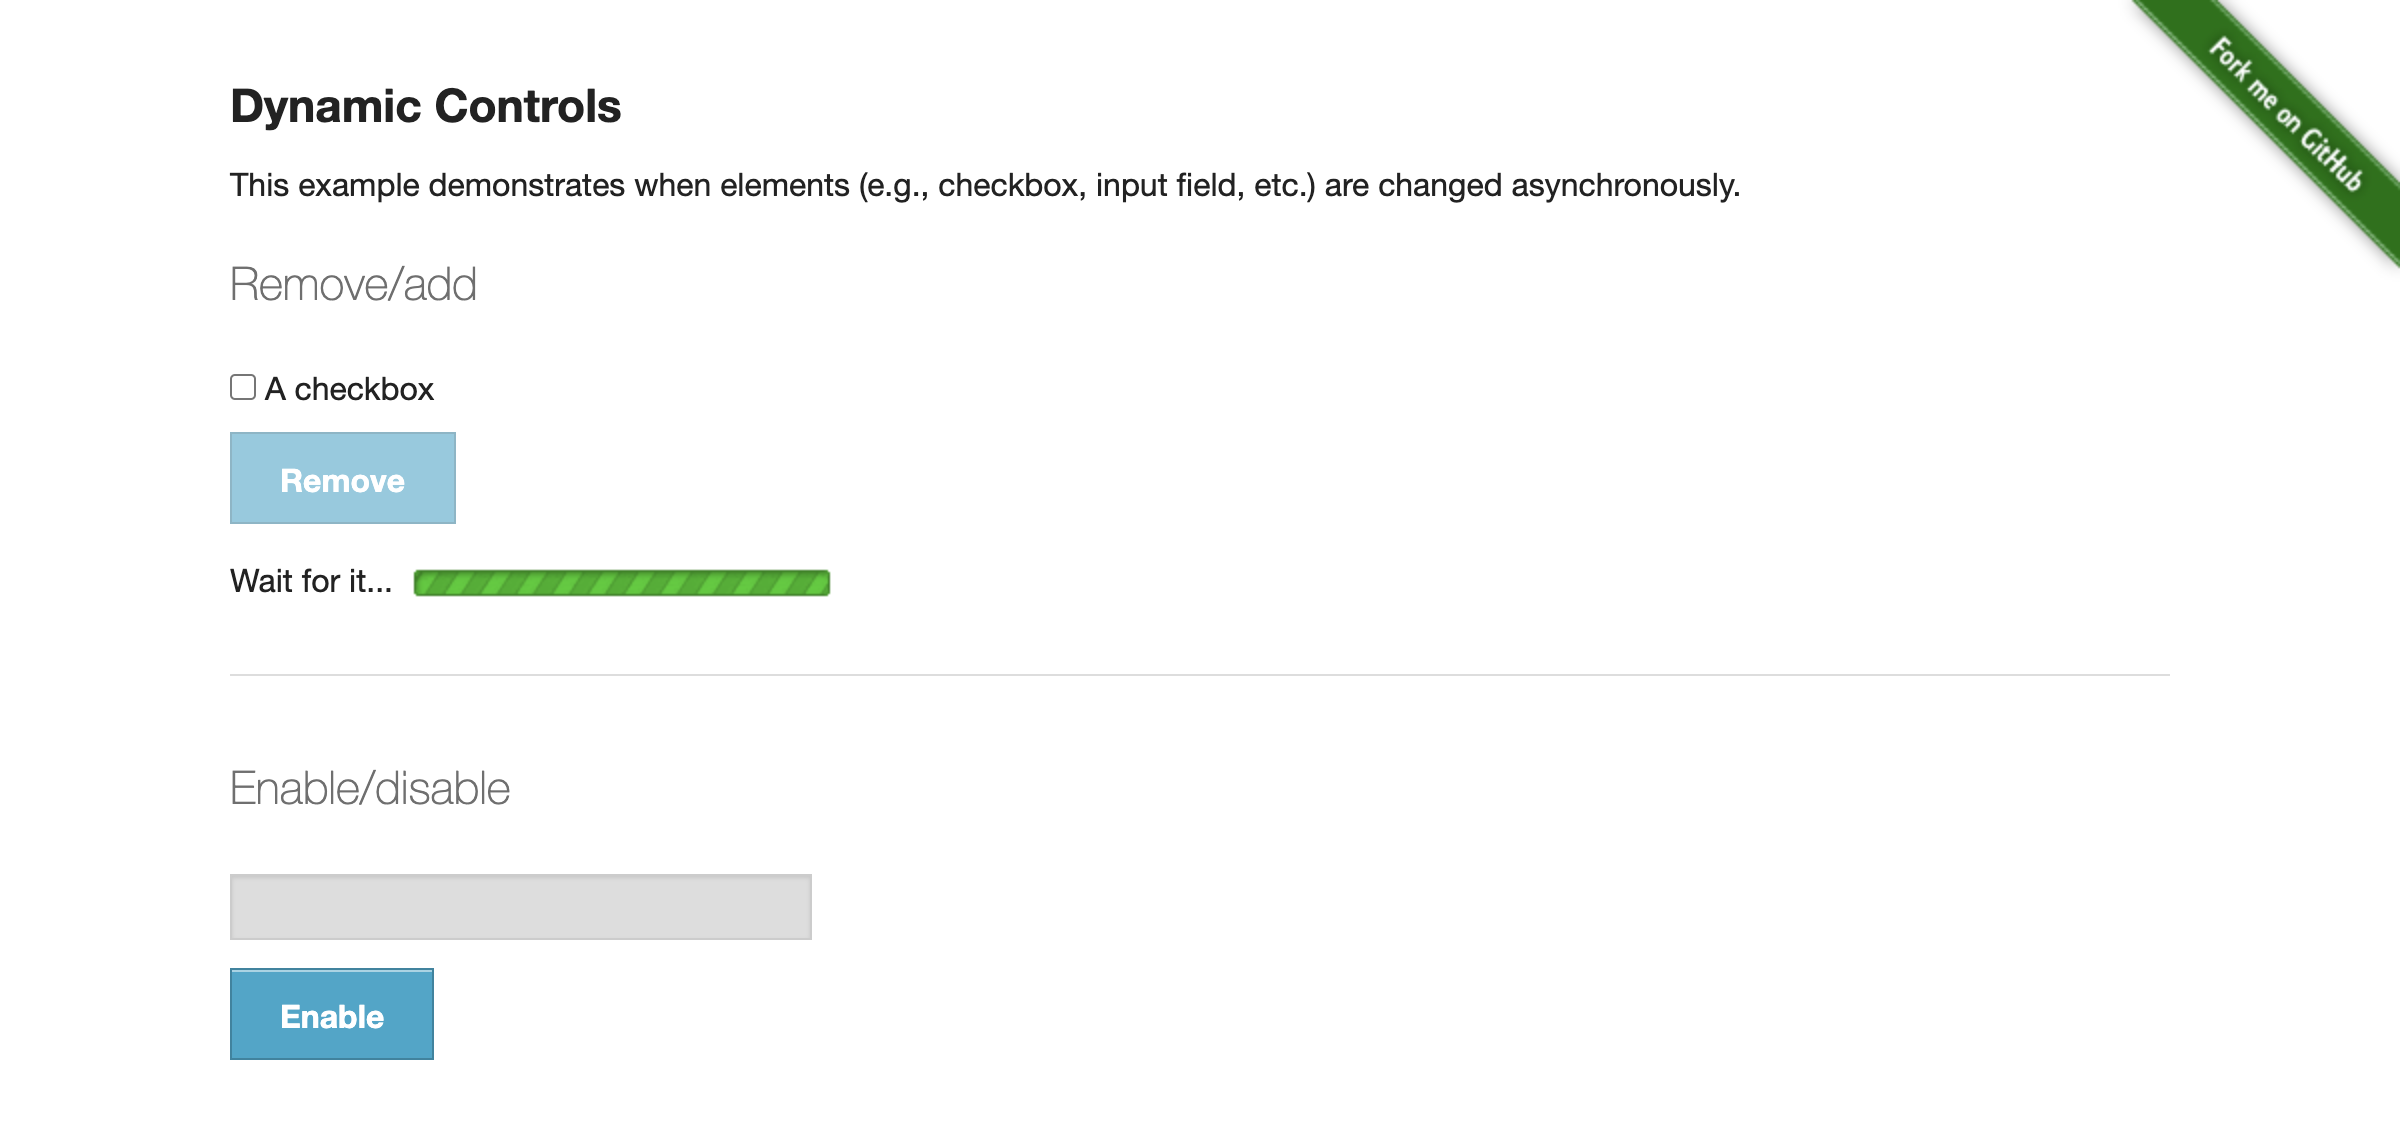 Fork me on GitHub
Dynamic Controls
This example demonstrates when elements (e.g., checkbox, input field, etc.) are changed asynchronously.
Remove/add
A checkbox
Remove
Wait for it...
Enable/disable
Enable